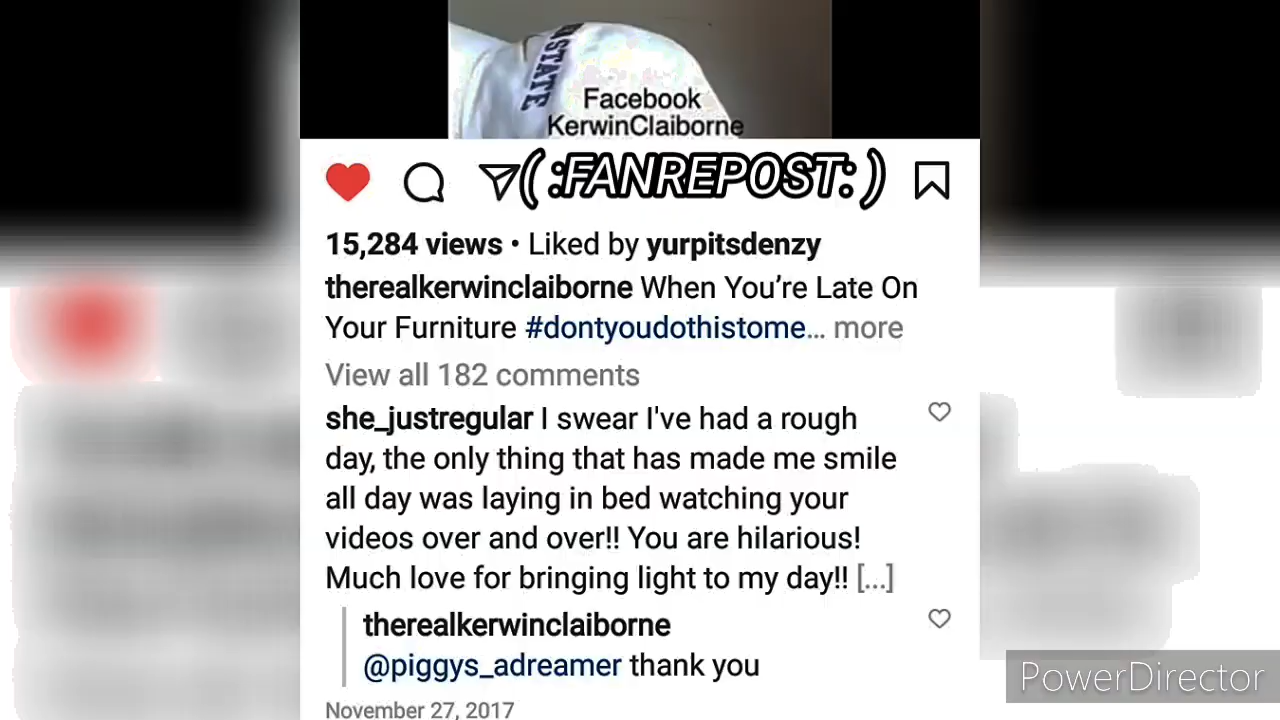 STATE
Facebook
KerwinClaiborne
(:FANREPOST:)
15,284 views • Liked by yurpitsdenzy
therealkerwinclaiborne When You’re Late On
Your Furniture #dontyoudothistome... more
View all 182 comments
she_justregular I swear I've had a rough
day, the only thing that has made me smile
all day was laying in bed watching your
videos over and over!! You are hilarious!
Much love for bringing light to my day!! [...]
therealkerwinclaiborne
@piggys_adreamer thank you
November 27, 2017
PowerDirector